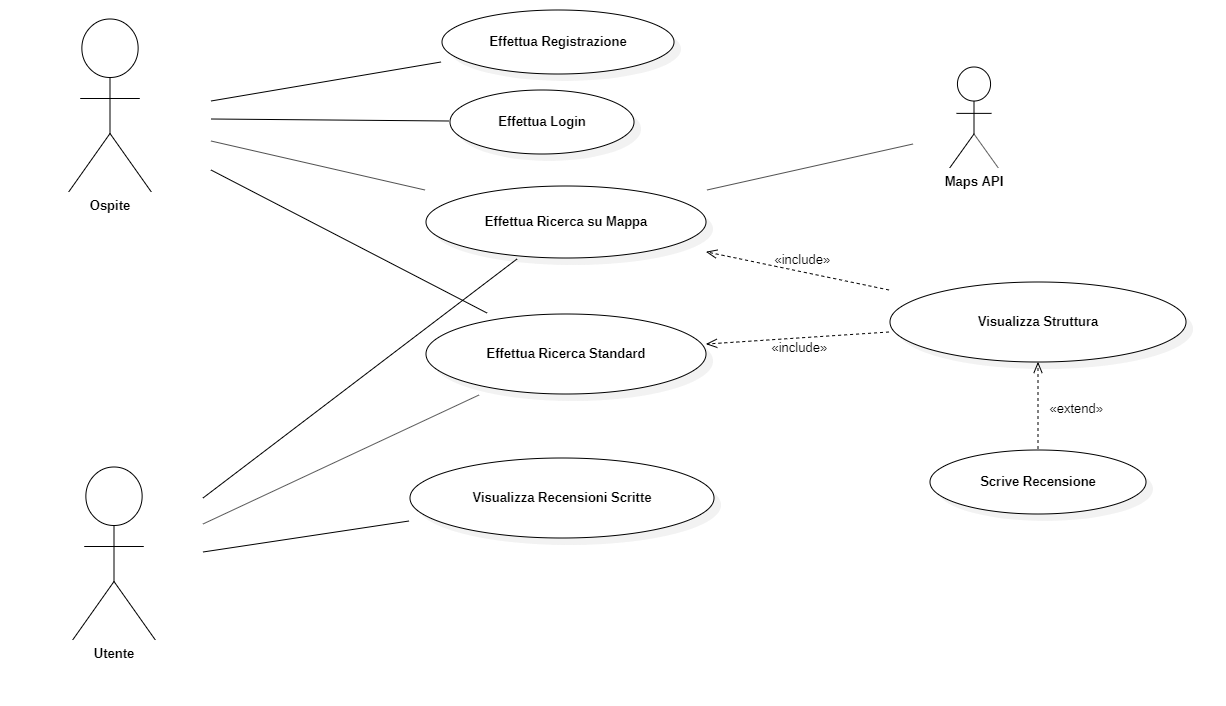 Effettua Registrazione
Effettua Login
Ospite
Maps API
Effettua Ricerca su Mappa
«include»
Visualizza Struttura
«include»
Effettua Ricerca Standard
«extend»
Scrive Recensione
Visualizza Recensioni Scritte
Utente